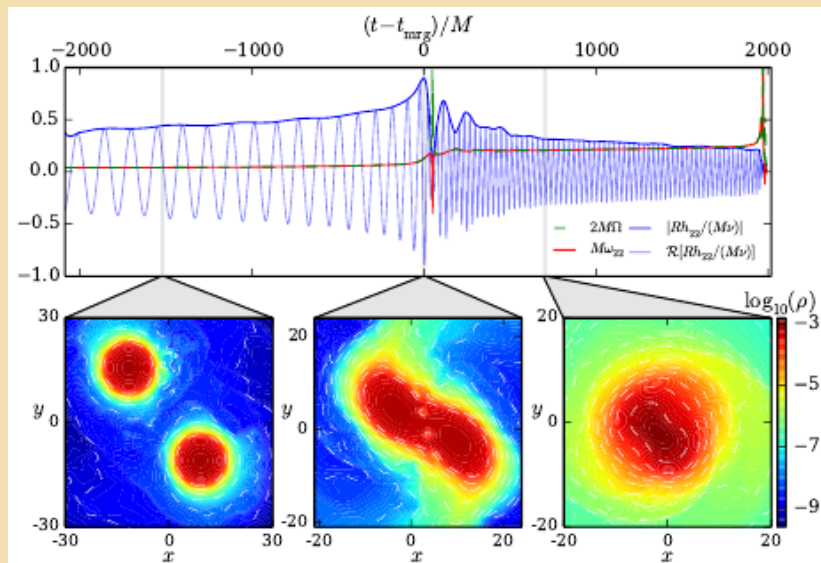 (t−t_mrg)/M
−2000 −1000 0 1000 2000
1.0
0.5
0.0
−0.5
−1.0
2MΩ |Rh₂₂/(Mν)|
Mω₂₂ ℛ[Rh₂₂/(Mν)]
log₁₀(ρ)
30
y 0
−30
−30 0 30
x
20
y 0
−20
−20 0 20
x
20
y 0
−20
−20 0 20
x
−3
−5
−7
−9